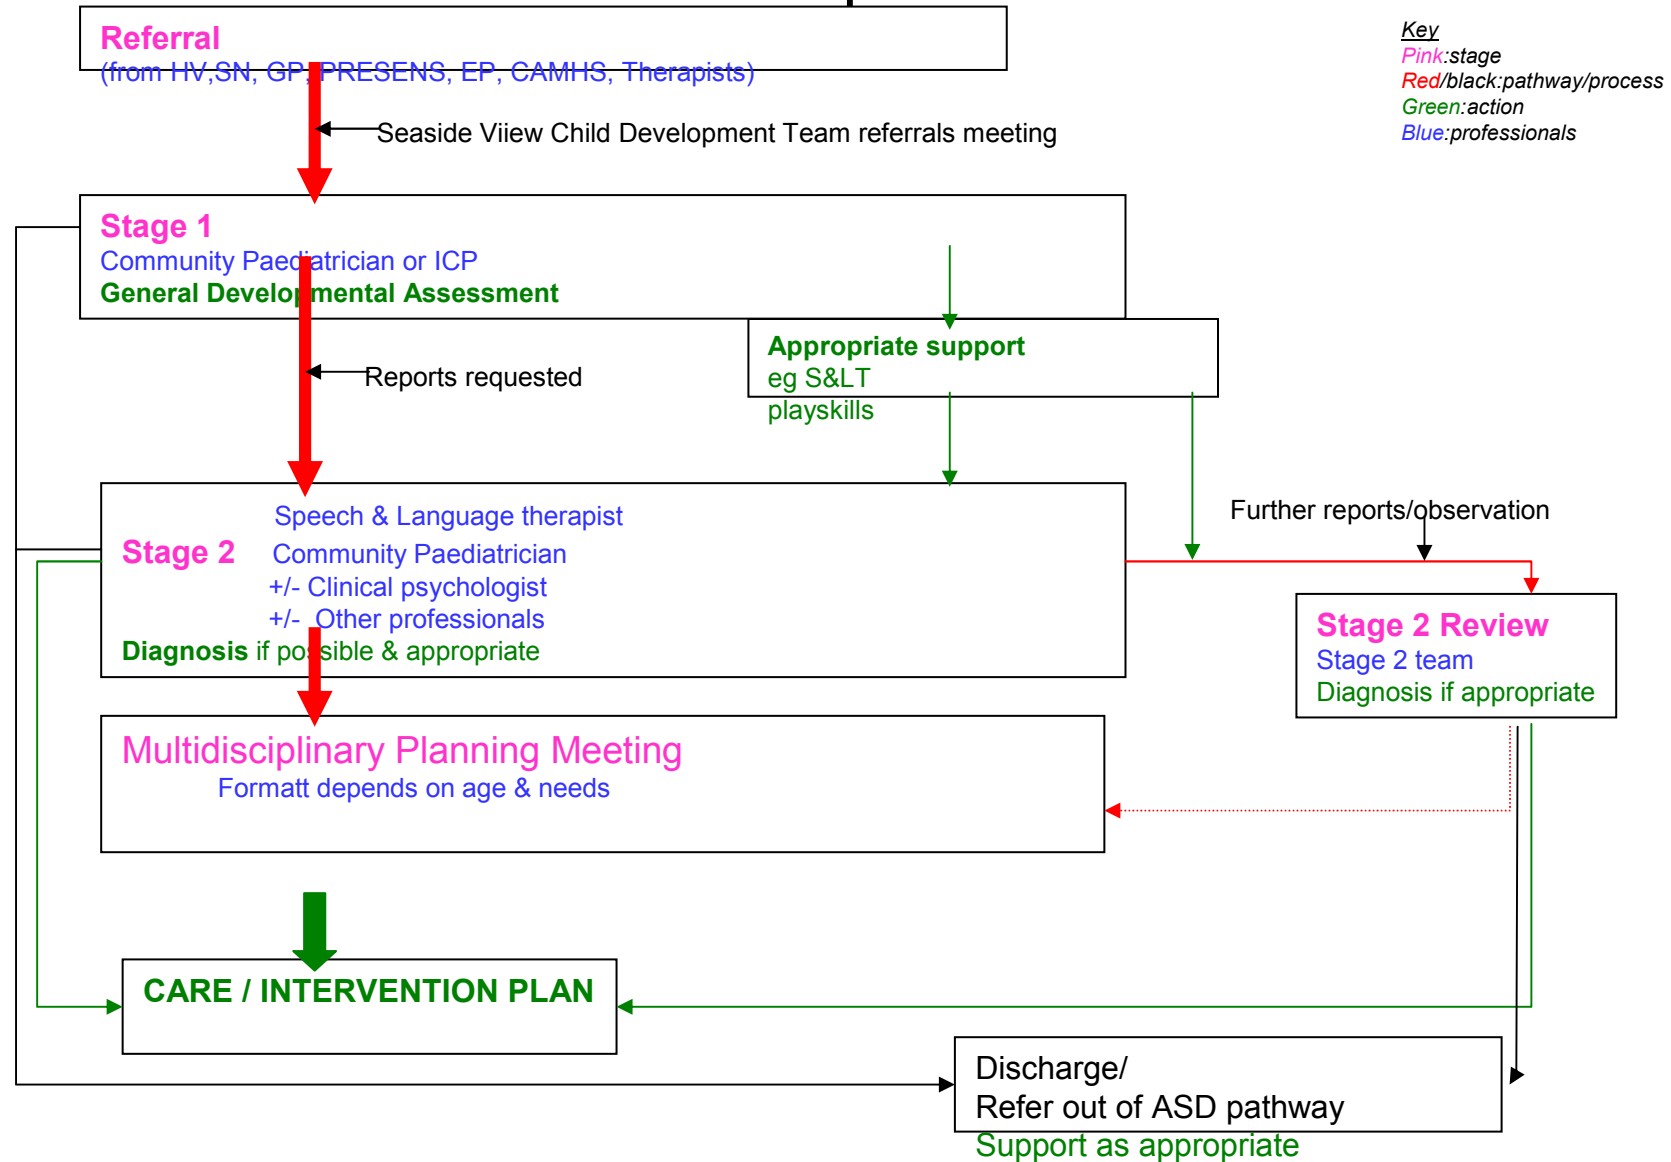 Referral
(from HV,SN, GP, PRESENS, EP, CAMHS, Therapists)
Key
Pink:stage
Red/black:pathway/process
Green:action
Blue:professionals
Seaside Viiew Child Development Team referrals meeting
Stage 1
Community Paediatrician or ICP
General Developmental Assessment
Appropriate support
eg S&LT
playskills
Reports requested
Speech & Language therapist
Stage 2 Community Paediatrician
+/- Clinical psychologist
+/- Other professionals
Diagnosis if possible & appropriate
Further reports/observation
Stage 2 Review
Stage 2 team
Diagnosis if appropriate
Multidisciplinary Planning Meeting
Formatt depends on age & needs
CARE / INTERVENTION PLAN
Discharge/
Refer out of ASD pathway
Support as appropriate